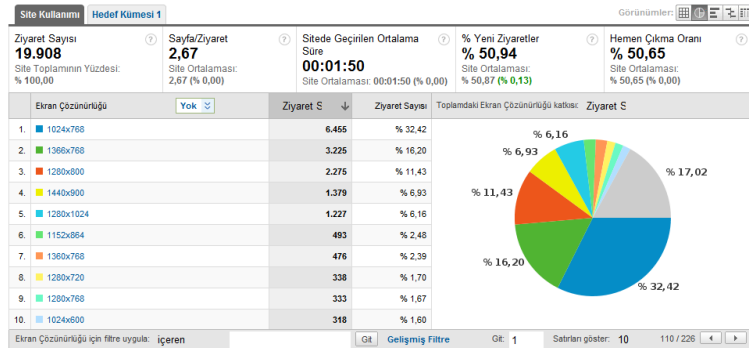 Site Kullanımı Hedef Kümesi 1 Görünümler:
Ziyaret Sayısı Sayfa/Ziyaret Sitede Geçirilen Ortalama Süre % Yeni Ziyaretler Hemen Çıkma Oranı
19.908 2,67 00:01:50 % 50,94 % 50,65
Site Toplamının Yüzdesi: % 100,00 Site Ortalaması: 2,67 (% 0,00) Site Ortalaması: 00:01:50 (% 0,00) Site Ortalaması: % 50,87 (% 0,13) Site Ortalaması: % 50,65 (% 0,00)
Ekran Çözünürlüğü Yok Ziyaret S Ziyaret Sayısı Toplamdaki Ekran Çözünürlüğü katkısı: Ziyaret S
1. 1024x768 6.455 % 32,42
2. 1366x768 3.225 % 16,20
3. 1280x800 2.275 % 11,43
4. 1440x900 1.379 % 6,93
5. 1280x1024 1.227 % 6,16
6. 1152x864 493 % 2,48
7. 1360x768 476 % 2,39
8. 1280x720 338 % 1,70
9. 1280x768 333 % 1,67
10. 1024x600 318 % 1,60
% 6,16
% 6,93
% 17,02
% 11,43
% 16,20
% 32,42
Ekran Çözünürlüğü için filtre uygula: içeren Git Gelişmiş Filtre Git: 1 Satırları göster: 10 110 / 226